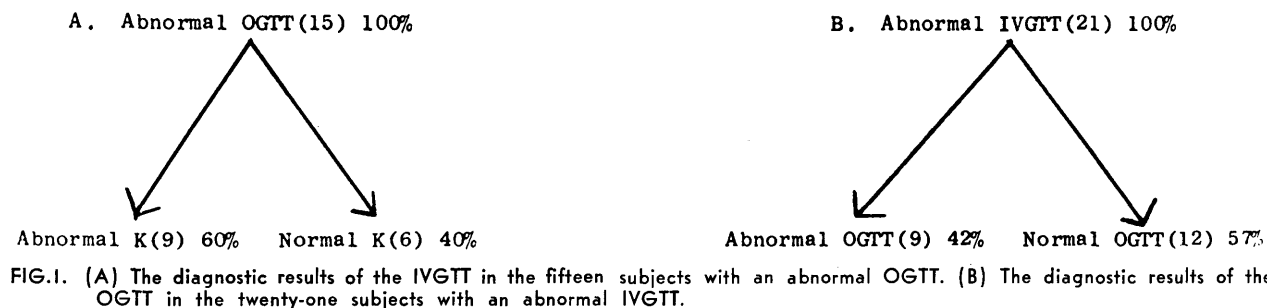 A. Abnormal OGTT(15) 100%
B. Abnormal IVGTT(21) 100%
Abnormal K(9) 60% Normal K(6) 40%
Abnormal OGTT(9) 42% Normal OGTT(12) 57%
FIG.I. (A) The diagnostic results of the IVGTT in the fifteen subjects with an abnormal OGTT. (B) The diagnostic results of the
OGTT in the twenty-one subjects with an abnormal IVGTT.